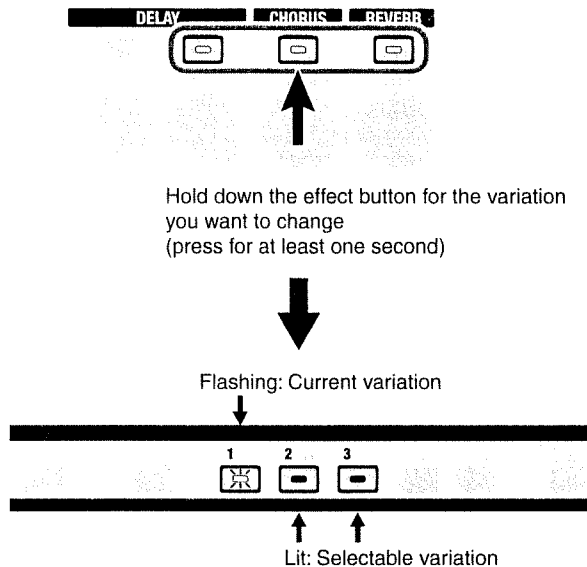 DELAY CHORUS REVERB
Hold down the effect button for the variation
you want to change
(press for at least one second)
Flashing: Current variation
1 2 3
Lit: Selectable variation